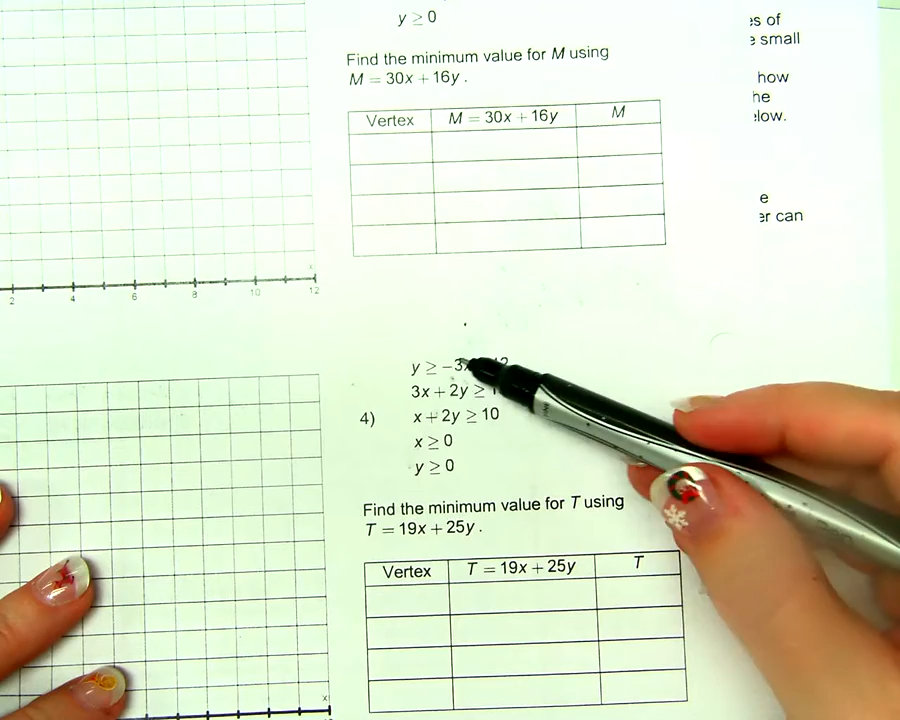 y ≥ 0
es of
e small
Find the minimum value for M using
M = 30x + 16y .
how
he
elow.
Vertex M = 30x + 16y M
e
er can
x
2 4 6 8 10 12
y ≥ −3x
3x + 2y ≥
4) x + 2y ≥ 10
x ≥ 0
y ≥ 0
Find the minimum value for T using
T = 19x + 25y .
Vertex T = 19x + 25y T
x